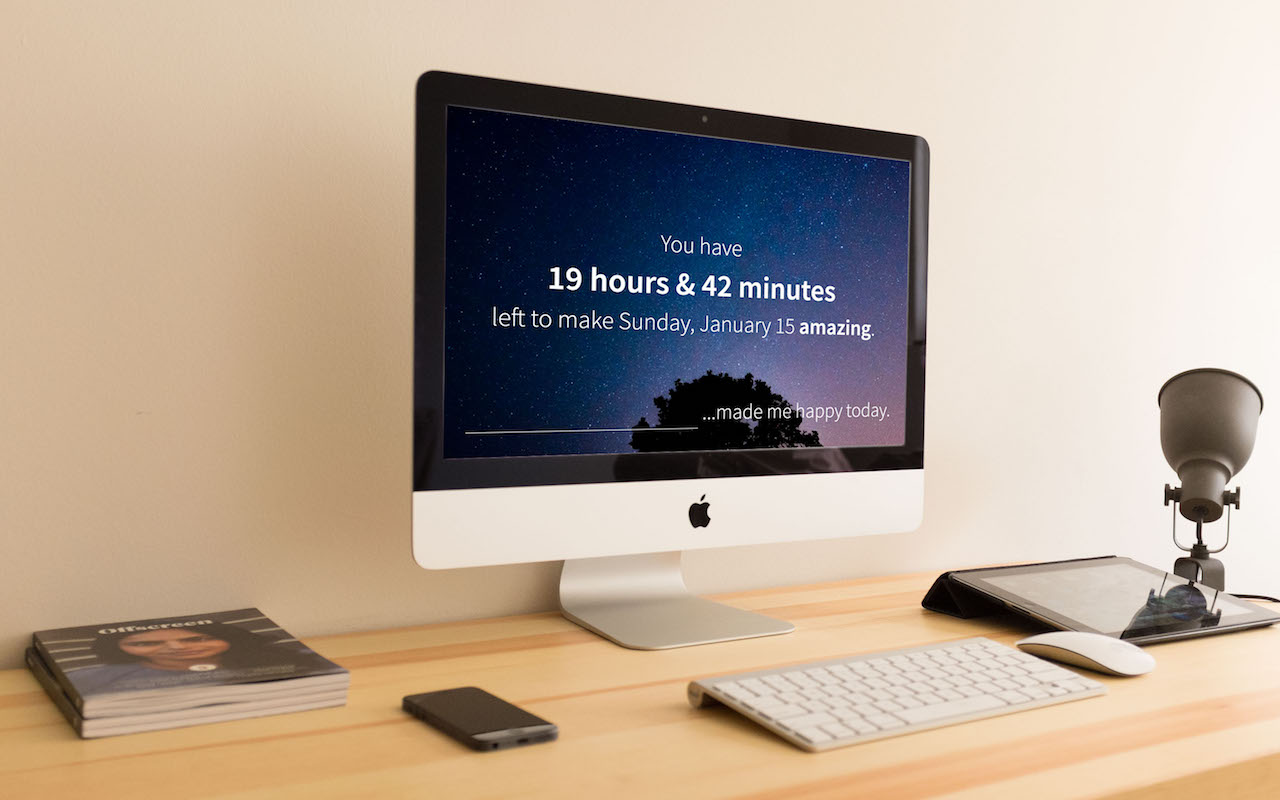 You have
19 hours & 42 minutes
left to make Sunday, January 15 amazing.
...made me happy today.
Offscreen